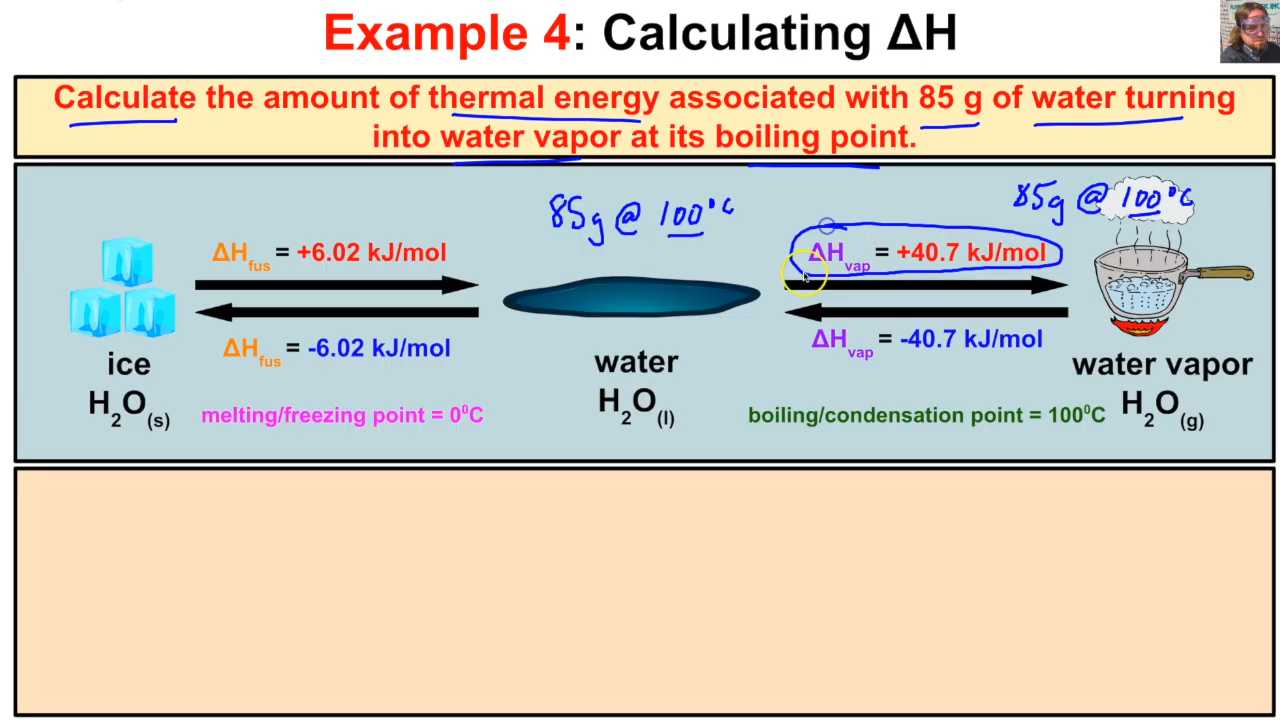 Example 4: Calculating ΔH
Calculate the amount of thermal energy associated with 85 g of water turning
into water vapor at its boiling point.
85g @ 100°C
85g @ 100°C
ΔHfus = +6.02 kJ/mol
ΔHvap = +40.7 kJ/mol
ΔHfus = -6.02 kJ/mol
ΔHvap = -40.7 kJ/mol
ice
water
water vapor
H2O(s)
H2O(l)
H2O(g)
melting/freezing point = 0⁰C
boiling/condensation point = 100⁰C